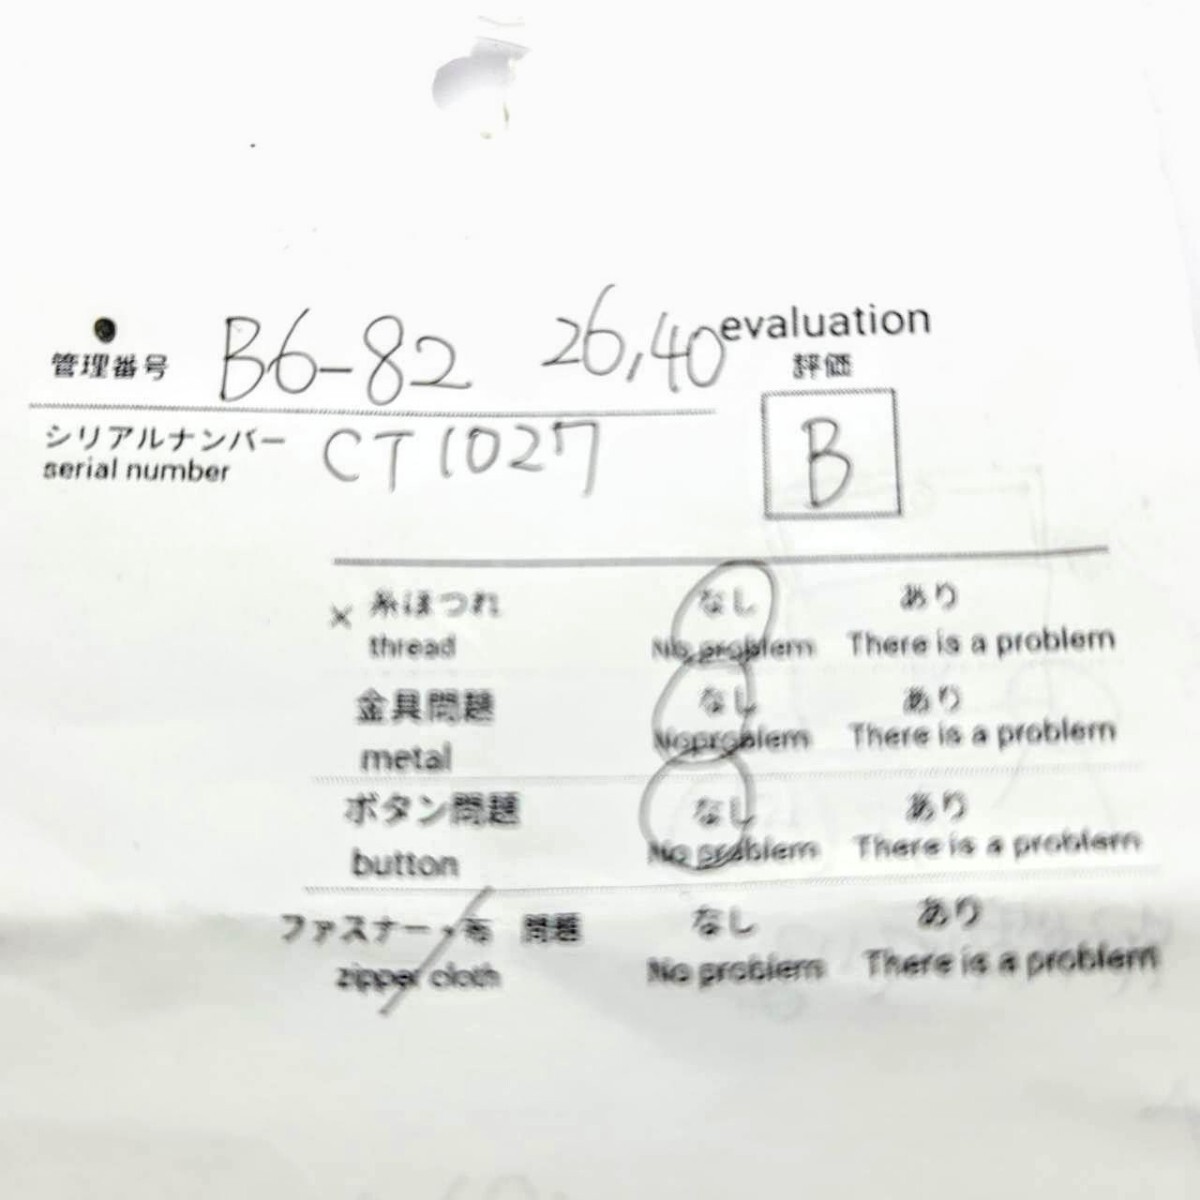 管理番号 B6-82 26,40 evaluation
評価
シリアルナンバー CT1027 B
serial number
× 糸ほつれ なし あり
thread No problem There is a problem
金具問題 なし あり
metal No problem There is a problem
ボタン問題 なし あり
button No problem There is a problem
ファスナー・布 問題 なし あり
zipper cloth No problem There is a problem